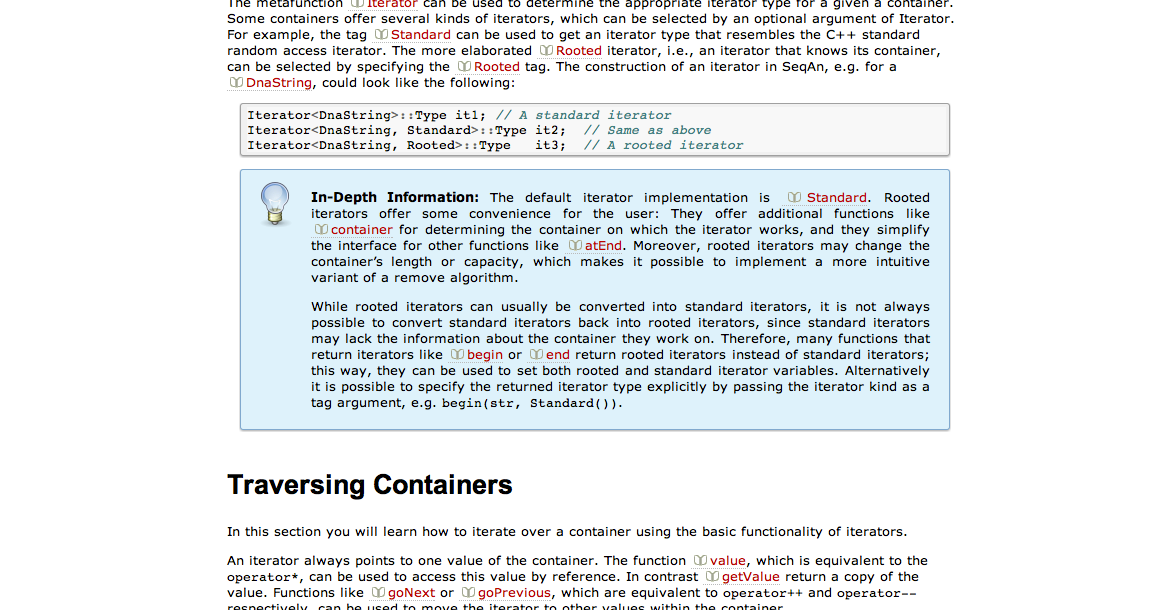 The metafunction Iterator can be used to determine the appropriate iterator type for a given a container.
Some containers offer several kinds of iterators, which can be selected by an optional argument of Iterator.
For example, the tag Standard can be used to get an iterator type that resembles the C++ standard
random access iterator. The more elaborated Rooted iterator, i.e., an iterator that knows its container,
can be selected by specifying the Rooted tag. The construction of an iterator in SeqAn, e.g. for a
DnaString, could look like the following:
Iterator<DnaString>::Type it1; // A standard iterator
Iterator<DnaString, Standard>::Type it2;  // Same as above
Iterator<DnaString, Rooted>::Type   it3;  // A rooted iterator
In-Depth Information: The default iterator implementation is Standard. Rooted
iterators offer some convenience for the user: They offer additional functions like
container for determining the container on which the iterator works, and they simplify
the interface for other functions like atEnd. Moreover, rooted iterators may change the
container's length or capacity, which makes it possible to implement a more intuitive
variant of a remove algorithm.
While rooted iterators can usually be converted into standard iterators, it is not always
possible to convert standard iterators back into rooted iterators, since standard iterators
may lack the information about the container they work on. Therefore, many functions that
return iterators like begin or end return rooted iterators instead of standard iterators;
this way, they can be used to set both rooted and standard iterator variables. Alternatively
it is possible to specify the returned iterator type explicitly by passing the iterator kind as a
tag argument, e.g. begin(str, Standard()).
Traversing Containers
In this section you will learn how to iterate over a container using the basic functionality of iterators.
An iterator always points to one value of the container. The function value, which is equivalent to the
operator*, can be used to access this value by reference. In contrast getValue return a copy of the
value. Functions like goNext or goPrevious, which are equivalent to operator++ and operator--
respectively, can be used to move the iterator to other values within the container.